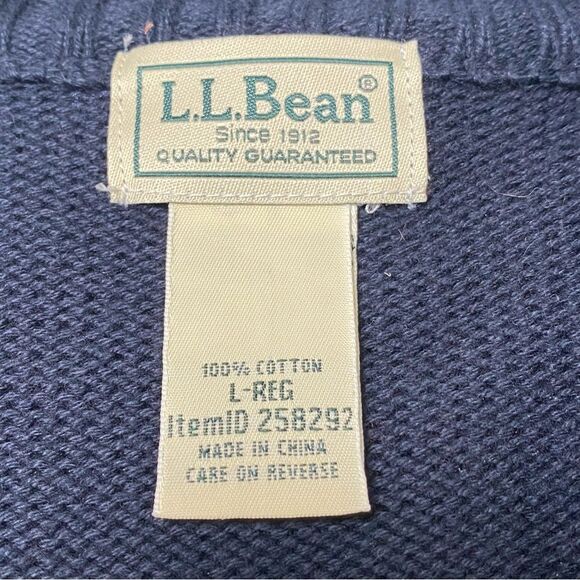 L.L.Bean®
Since 1912
QUALITY GUARANTEED
100% COTTON
L-REG
ItemID 258292
MADE IN CHINA
CARE ON REVERSE